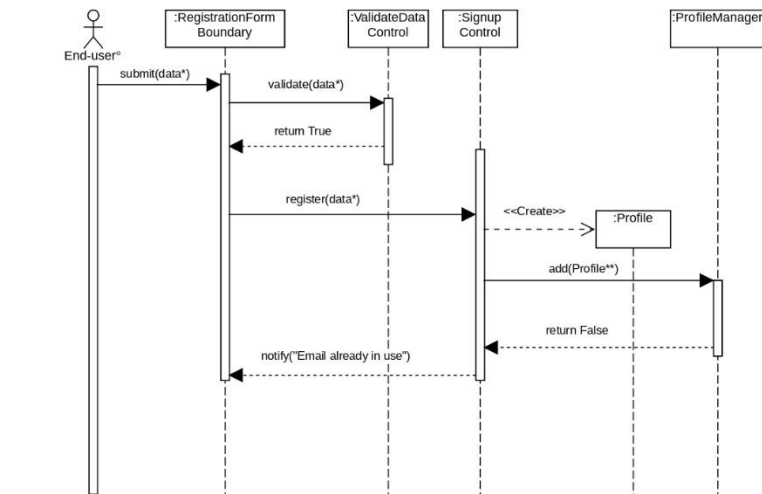 :RegistrationForm
Boundary
:ValidateData
Control
:Signup
Control
:ProfileManager
End-user°
submit(data*)
validate(data*)
return True
register(data*)
<<Create>>
:Profile
add(Profile**)
return False
notify("Email already in use")